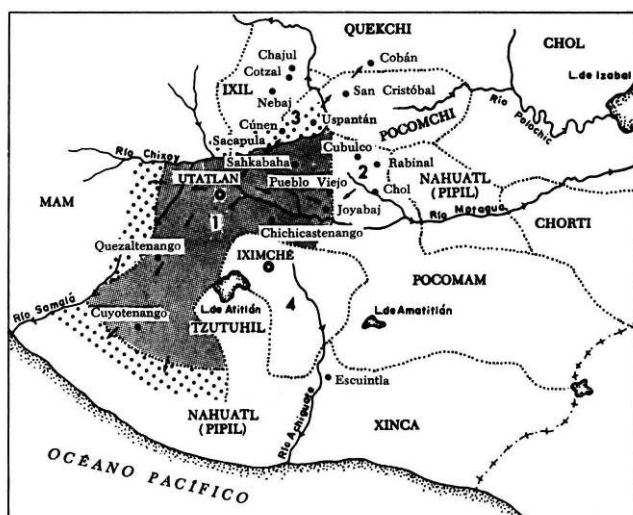 QUEKCHI
CHOL
Chajul
Cobán
Cotzal
L. de Izabal
IXIL
San Cristóbal
Nebaj
Río Polochic
3
Uspantán
POCOMCHI
Cúnen
Sacapula
Cubulco
Río Chixoy
Sahkabaha
2
Rabinal
UTATLAN
Pueblo Viejo
NAHUATL
(PIPIL)
MAM
Chol
1
Joyabaj
Río Motagua
Chichicastenango
CHORTI
Quezaltenango
IXIMCHÉ
POCOMAM
Río Samalá
L. de Atitlán
4
L. de Amatitlán
Cuyotenango
TZUTUHIL
Escuintla
NAHUATL
(PIPIL)
Río Achiguate
XINCA
OCÉANO PACÍFICO